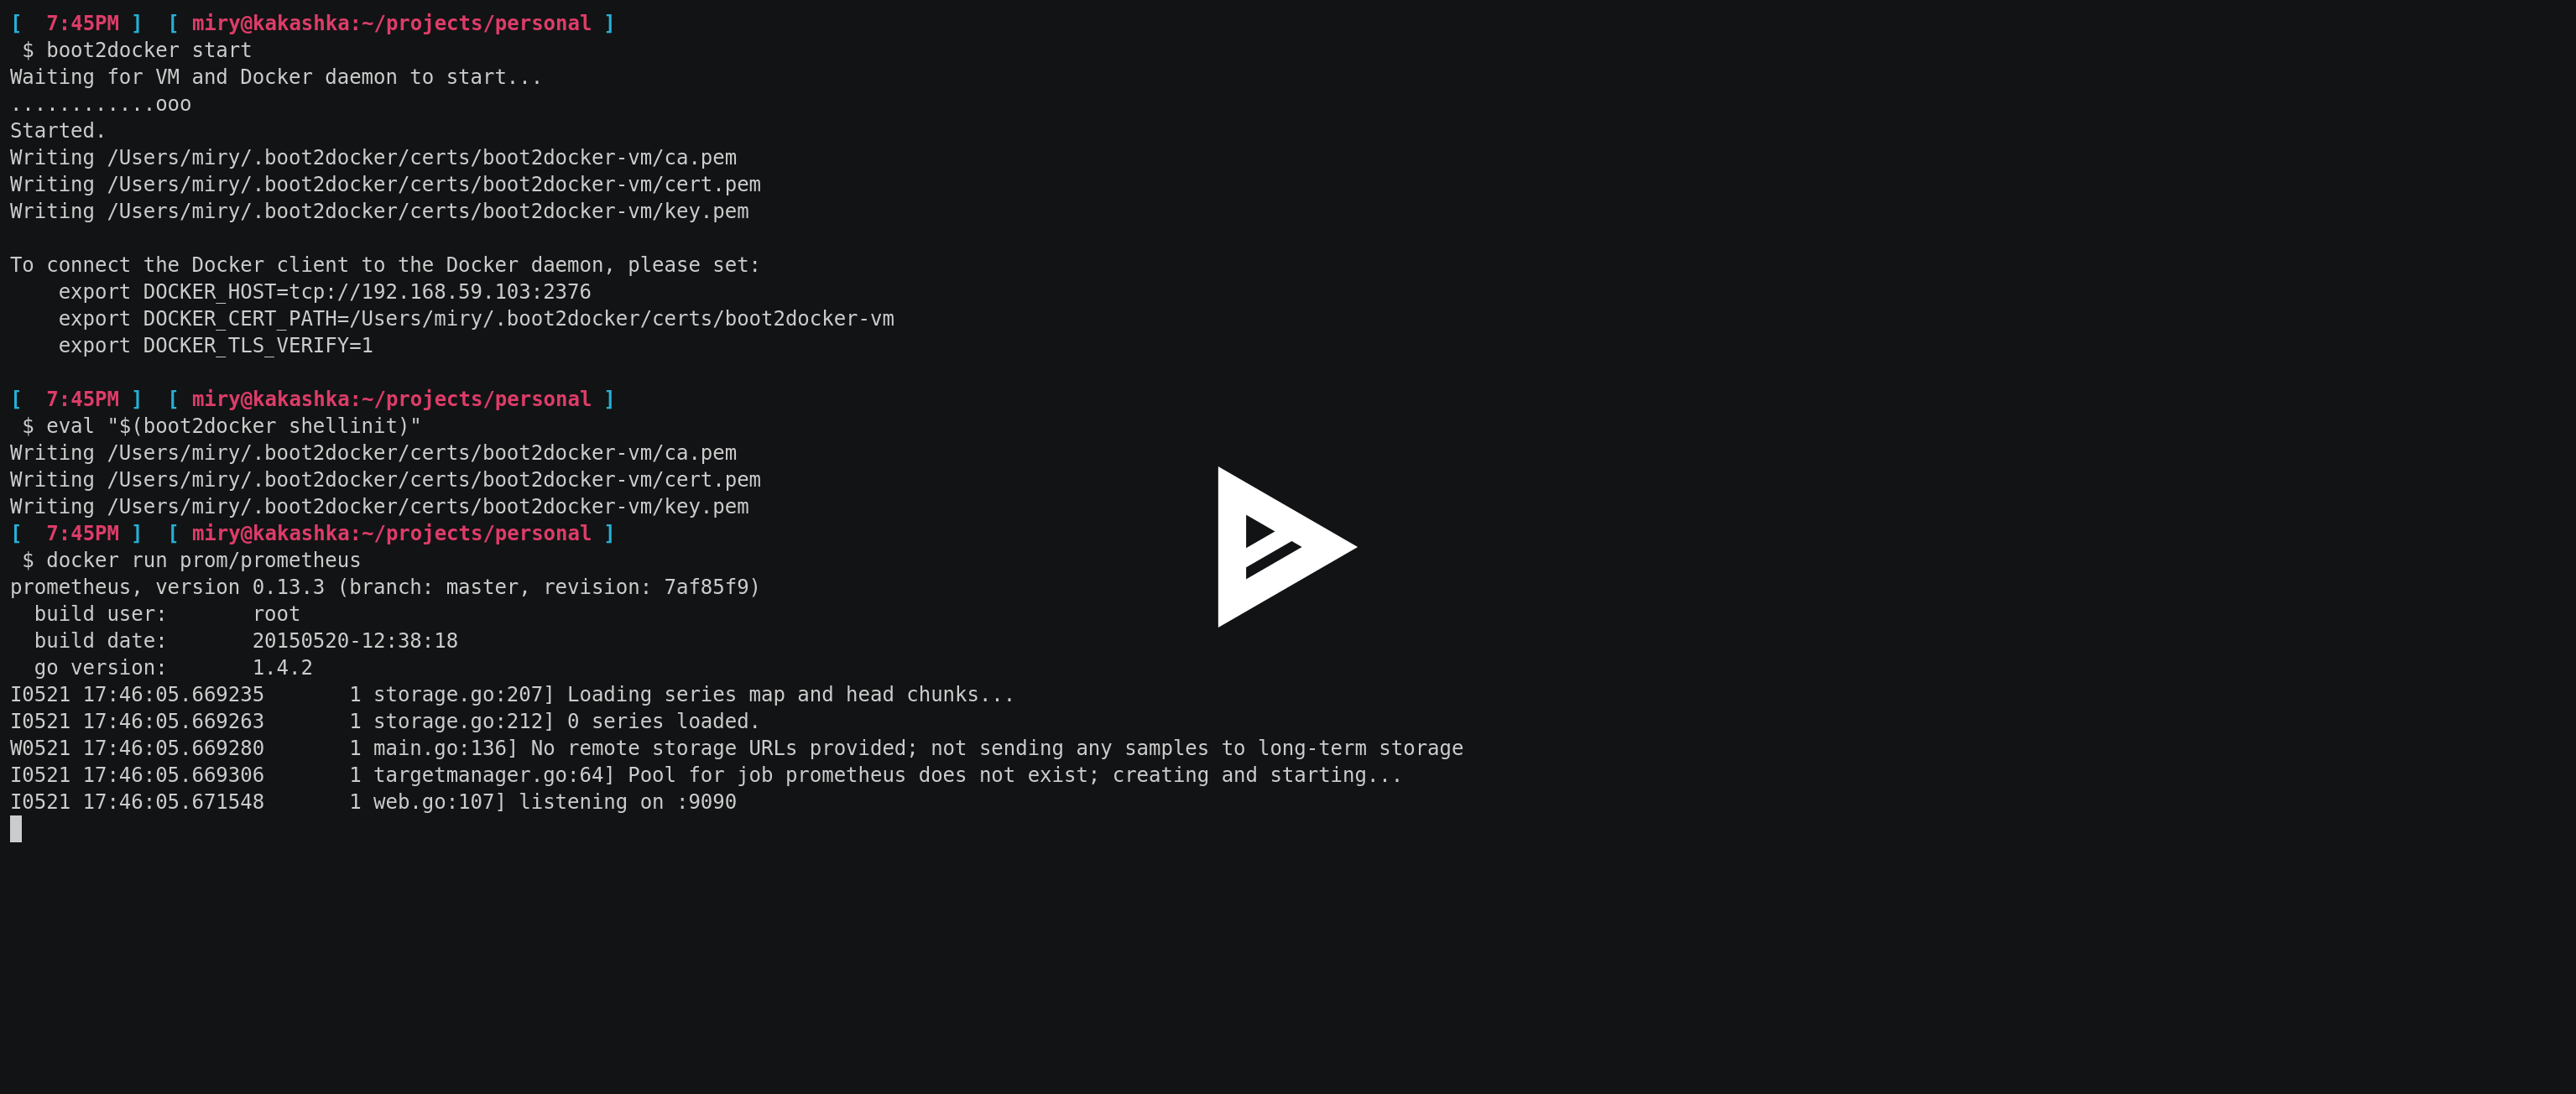 [  7:45PM ]  [ miry@kakashka:~/projects/personal ]
 $ boot2docker start
Waiting for VM and Docker daemon to start...
............ooo
Started.
Writing /Users/miry/.boot2docker/certs/boot2docker-vm/ca.pem
Writing /Users/miry/.boot2docker/certs/boot2docker-vm/cert.pem
Writing /Users/miry/.boot2docker/certs/boot2docker-vm/key.pem

To connect the Docker client to the Docker daemon, please set:
    export DOCKER_HOST=tcp://192.168.59.103:2376
    export DOCKER_CERT_PATH=/Users/miry/.boot2docker/certs/boot2docker-vm
    export DOCKER_TLS_VERIFY=1

[  7:45PM ]  [ miry@kakashka:~/projects/personal ]
 $ eval "$(boot2docker shellinit)"
Writing /Users/miry/.boot2docker/certs/boot2docker-vm/ca.pem
Writing /Users/miry/.boot2docker/certs/boot2docker-vm/cert.pem
Writing /Users/miry/.boot2docker/certs/boot2docker-vm/key.pem
[  7:45PM ]  [ miry@kakashka:~/projects/personal ]
 $ docker run prom/prometheus
prometheus, version 0.13.3 (branch: master, revision: 7af85f9)
  build user:       root
  build date:       20150520-12:38:18
  go version:       1.4.2
I0521 17:46:05.669235       1 storage.go:207] Loading series map and head chunks...
I0521 17:46:05.669263       1 storage.go:212] 0 series loaded.
W0521 17:46:05.669280       1 main.go:136] No remote storage URLs provided; not sending any samples to long-term storage
I0521 17:46:05.669306       1 targetmanager.go:64] Pool for job prometheus does not exist; creating and starting...
I0521 17:46:05.671548       1 web.go:107] listening on :9090